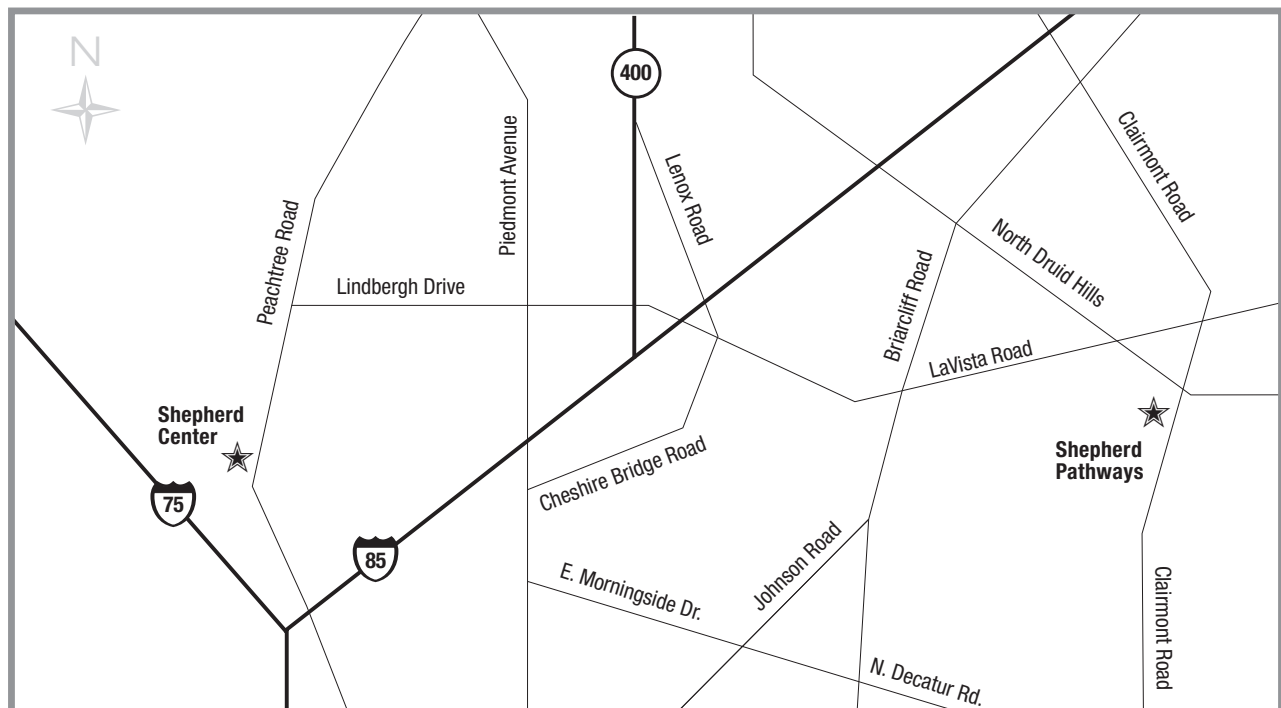 N
400
Piedmont Avenue
Lenox Road
Clairmont Road
Peachtree Road
North Druid Hills
Lindbergh Drive
Briarcliff Road
LaVista Road
Shepherd
Center
Shepherd
Pathways
75
Cheshire Bridge Road
85
E. Morningside Dr.
Johnson Road
Clairmont Road
N. Decatur Rd.